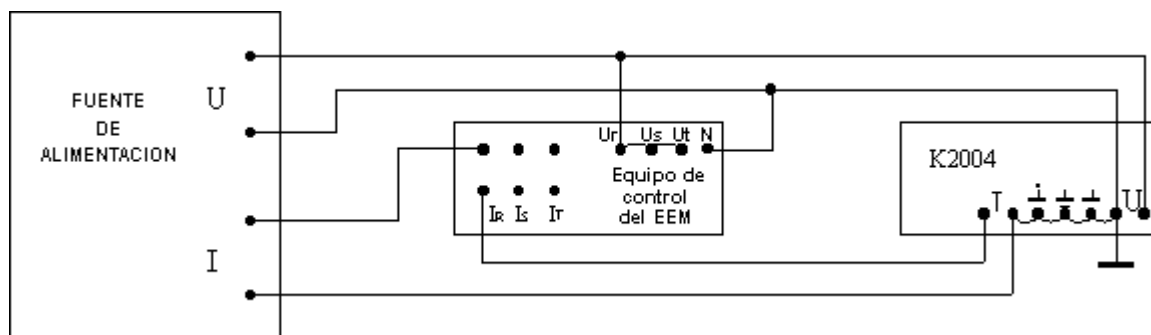 U
FUENTE
DE
ALIMENTACION
I
Ur Us Ut N
Equipo de
control
del EEM
IR IS IT
K2004
I i U